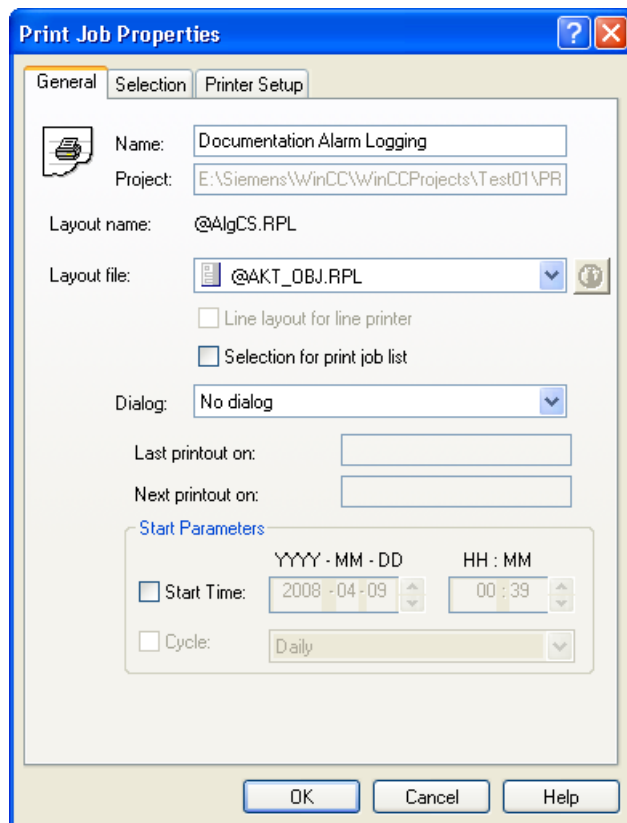 Print Job Properties
General Selection Printer Setup
Name: Documentation Alarm Logging
Project: E:\Siemens\WinCC\WinCCProjects\Test01\PR
Layout name: @AlgCS.RPL
Layout file: @AKT_OBJ.RPL
Line layout for line printer
Selection for print job list
Dialog: No dialog
Last printout on:
Next printout on:
Start Parameters
YYYY - MM - DD HH : MM
Start Time: 2008 - 04 - 09 00 : 39
Cycle: Daily
OK Cancel Help